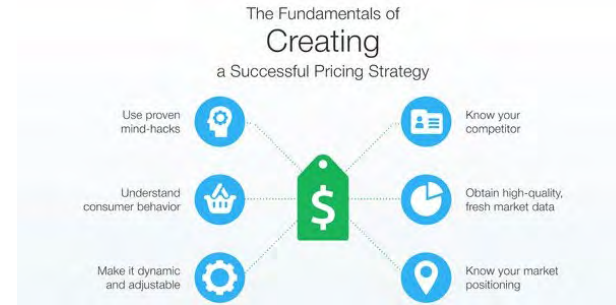 The Fundamentals of
Creating
a Successful Pricing Strategy
Use proven
mind-hacks
Know your
competitor
Understand
consumer behavior
$
Obtain high-quality,
fresh market data
Make it dynamic
and adjustable
Know your market
positioning